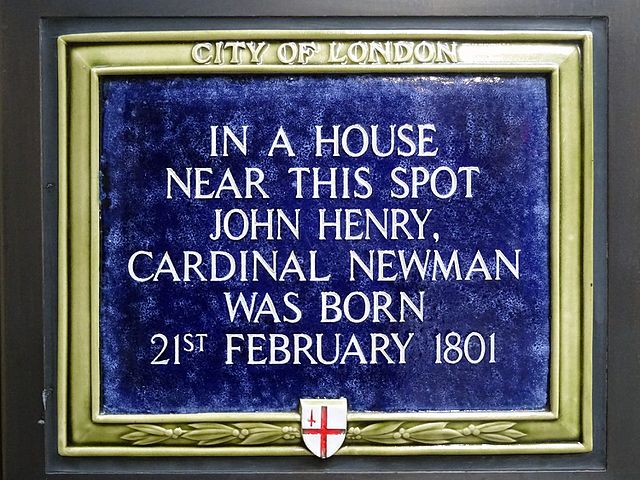 CITY OF LONDON
IN A HOUSE
NEAR THIS SPOT
JOHN HENRY,
CARDINAL NEWMAN
WAS BORN
21ST FEBRUARY 1801